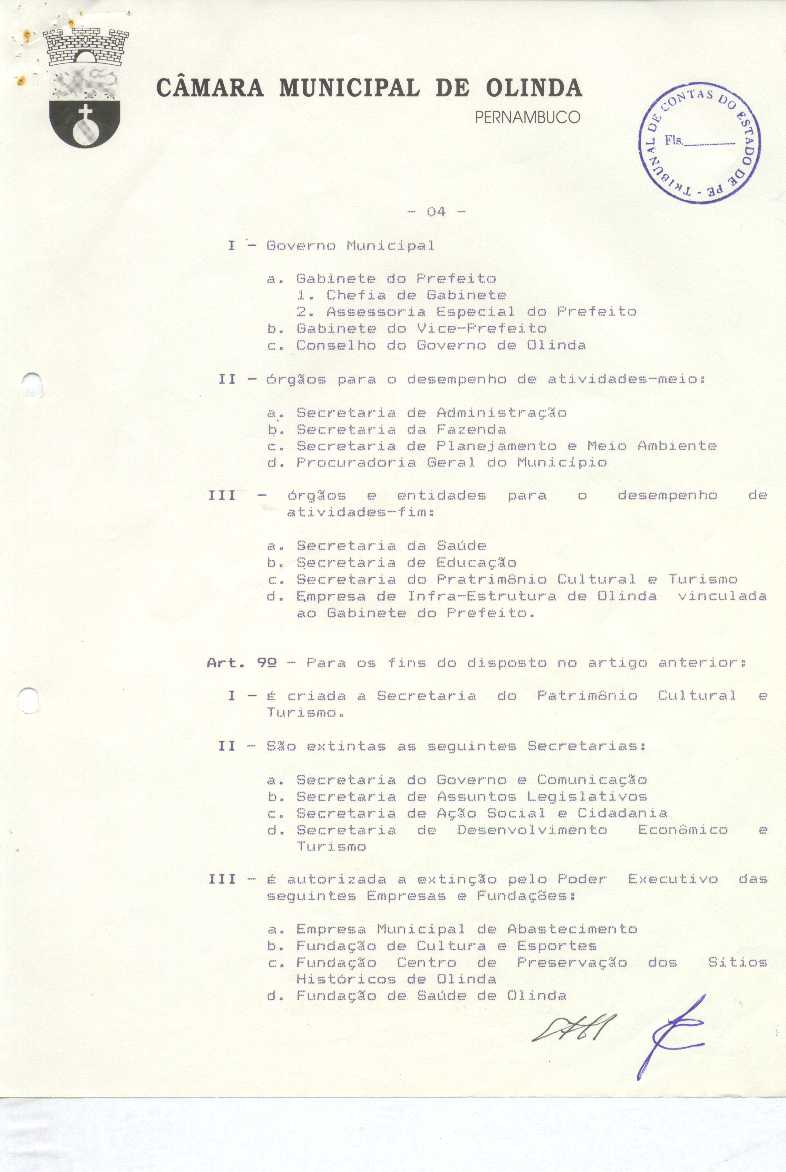 CÂMARA MUNICIPAL DE OLINDA
PERNAMBUCO
TRIBUNAL DE CONTAS DO ESTADO DE PE -
Fls.
- 04 -
I - Governo Municipal
a. Gabinete do Prefeito
1. Chefia de Gabinete
2. Assessoria Especial do Prefeito
b. Gabinete do Vice-Prefeito
c. Conselho do Governo de Olinda
II - órgãos para o desempenho de atividades-meio:
a. Secretaria de Administração
b. Secretaria da Fazenda
c. Secretaria de Planejamento e Meio Ambiente
d. Procuradoria Geral do Município
III - órgãos e entidades para o desempenho de
atividades-fim:
a. Secretaria da Saúde
b. Secretaria de Educação
c. Secretaria do Pratrimônio Cultural e Turismo
d. Empresa de Infra-Estrutura de Olinda vinculada
ao Gabinete do Prefeito.
Art. 9º - Para os fins do disposto no artigo anterior:
I - É criada a Secretaria do Patrimônio Cultural e
Turismo.
II - São extintas as seguintes Secretarias:
a. Secretaria do Governo e Comunicação
b. Secretaria de Assuntos Legislativos
c. Secretaria de Ação Social e Cidadania
d. Secretaria de Desenvolvimento Econômico e
Turismo
III - É autorizada a extinção pelo Poder Executivo das
seguintes Empresas e Fundações:
a. Empresa Municipal de Abastecimento
b. Fundação de Cultura e Esportes
c. Fundação Centro de Preservação dos Sítios
Históricos de Olinda
d. Fundação de Saúde de Olinda